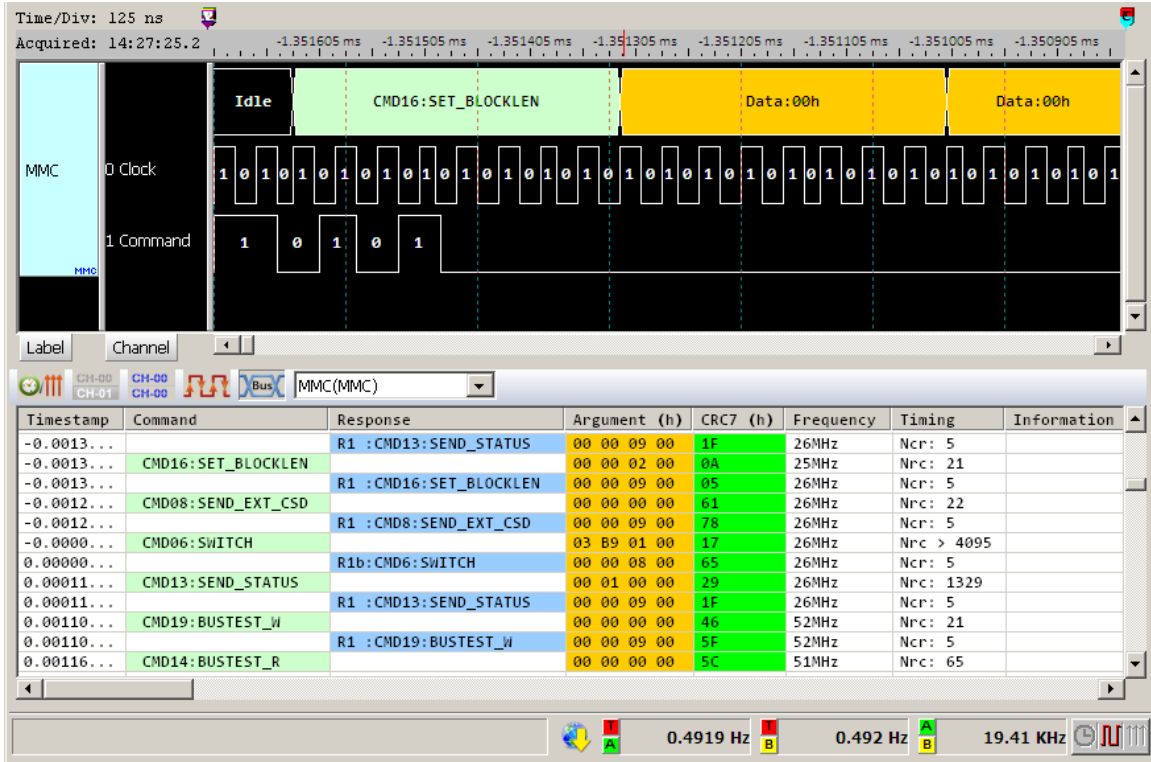 Time/Div: 125 ns
Acquired: 14:27:25.2 -1.351605 ms -1.351505 ms -1.351405 ms -1.351305 ms -1.351205 ms -1.351105 ms -1.351005 ms -1.350905 ms
Idle CMD16:SET_BLOCKLEN Data:00h Data:00h
MMC 0 Clock 1 0 1 0 1 0 1 0 1 0 1 0 1 0 1 0 1 0 1 0 1 0 1 0 1 0 1 0 1 0 1 0 1 0 1 0 1 0 1 0 1 0 1 0 1
1 Command 1 0 1 0 1
MMC
Label Channel
CH-00 CH-00 Bus MMC(MMC)
CH-01 CH-00
Timestamp Command Response Argument (h) CRC7 (h) Frequency Timing Information
-0.0013... R1 :CMD13:SEND_STATUS 00 00 09 00 1F 26MHz Ncr: 5
-0.0013... CMD16:SET_BLOCKLEN 00 00 02 00 0A 25MHz Nrc: 21
-0.0013... R1 :CMD16:SET_BLOCKLEN 00 00 09 00 05 26MHz Ncr: 5
-0.0012... CMD08:SEND_EXT_CSD 00 00 00 00 61 26MHz Nrc: 22
-0.0012... R1 :CMD8:SEND_EXT_CSD 00 00 09 00 78 26MHz Ncr: 5
-0.0000... CMD06:SWITCH 03 B9 01 00 17 26MHz Nrc > 4095
0.00000... R1b:CMD6:SWITCH 00 00 08 00 65 26MHz Ncr: 5
0.00011... CMD13:SEND_STATUS 00 01 00 00 29 26MHz Nrc: 1329
0.00011... R1 :CMD13:SEND_STATUS 00 00 09 00 1F 26MHz Ncr: 5
0.00110... CMD19:BUSTEST_W 00 00 00 00 46 52MHz Nrc: 21
0.00110... R1 :CMD19:BUSTEST_W 00 00 09 00 5F 52MHz Ncr: 5
0.00116... CMD14:BUSTEST_R 00 00 00 00 5C 51MHz Nrc: 65
T A 0.4919 Hz T B 0.492 Hz A B 19.41 KHz